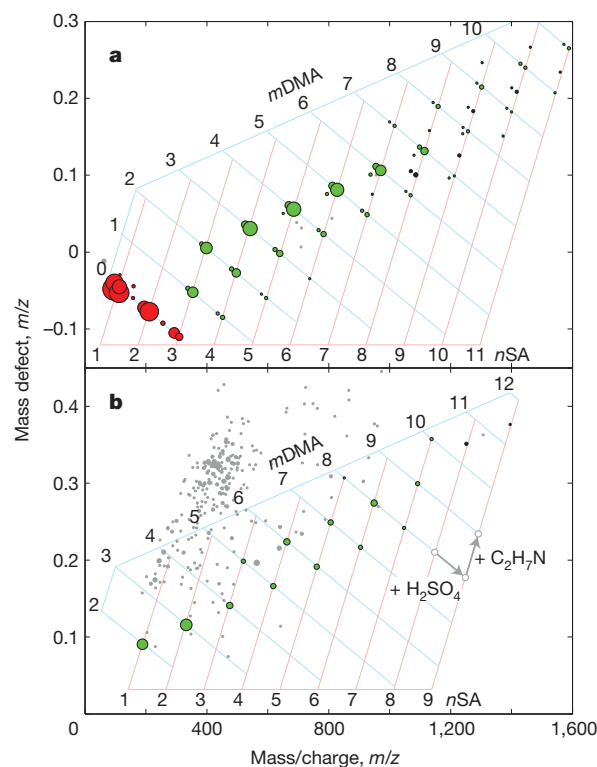 0.3
a
10
9
8
mDMA
7
6
0.2
5
4
3
2
0.1
1
0
0
−0.1
1 2 3 4 5 6 7 8 9 10 11 nSA
Mass defect, m/z
b
12
0.4
11
10
mDMA
9
8
0.3
7
6
5
4
3
0.2
2
+ C2H7N
+ H2SO4
0.1
1 2 3 4 5 6 7 8 9 nSA
0 400 800 1,200 1,600
Mass/charge, m/z